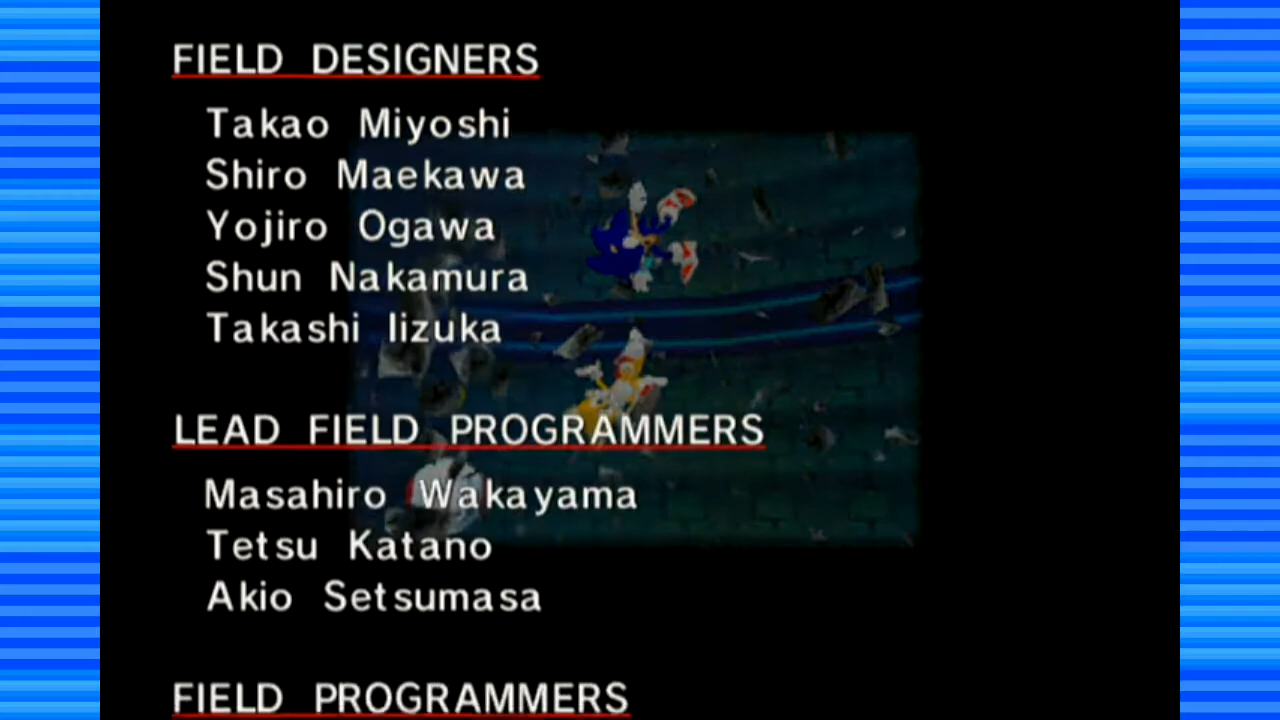 FIELD DESIGNERS
Takao Miyoshi
Shiro Maekawa
Yojiro Ogawa
Shun Nakamura
Takashi Iizuka
LEAD FIELD PROGRAMMERS
Masahiro Wakayama
Tetsu Katano
Akio Setsumasa
FIELD PROGRAMMERS